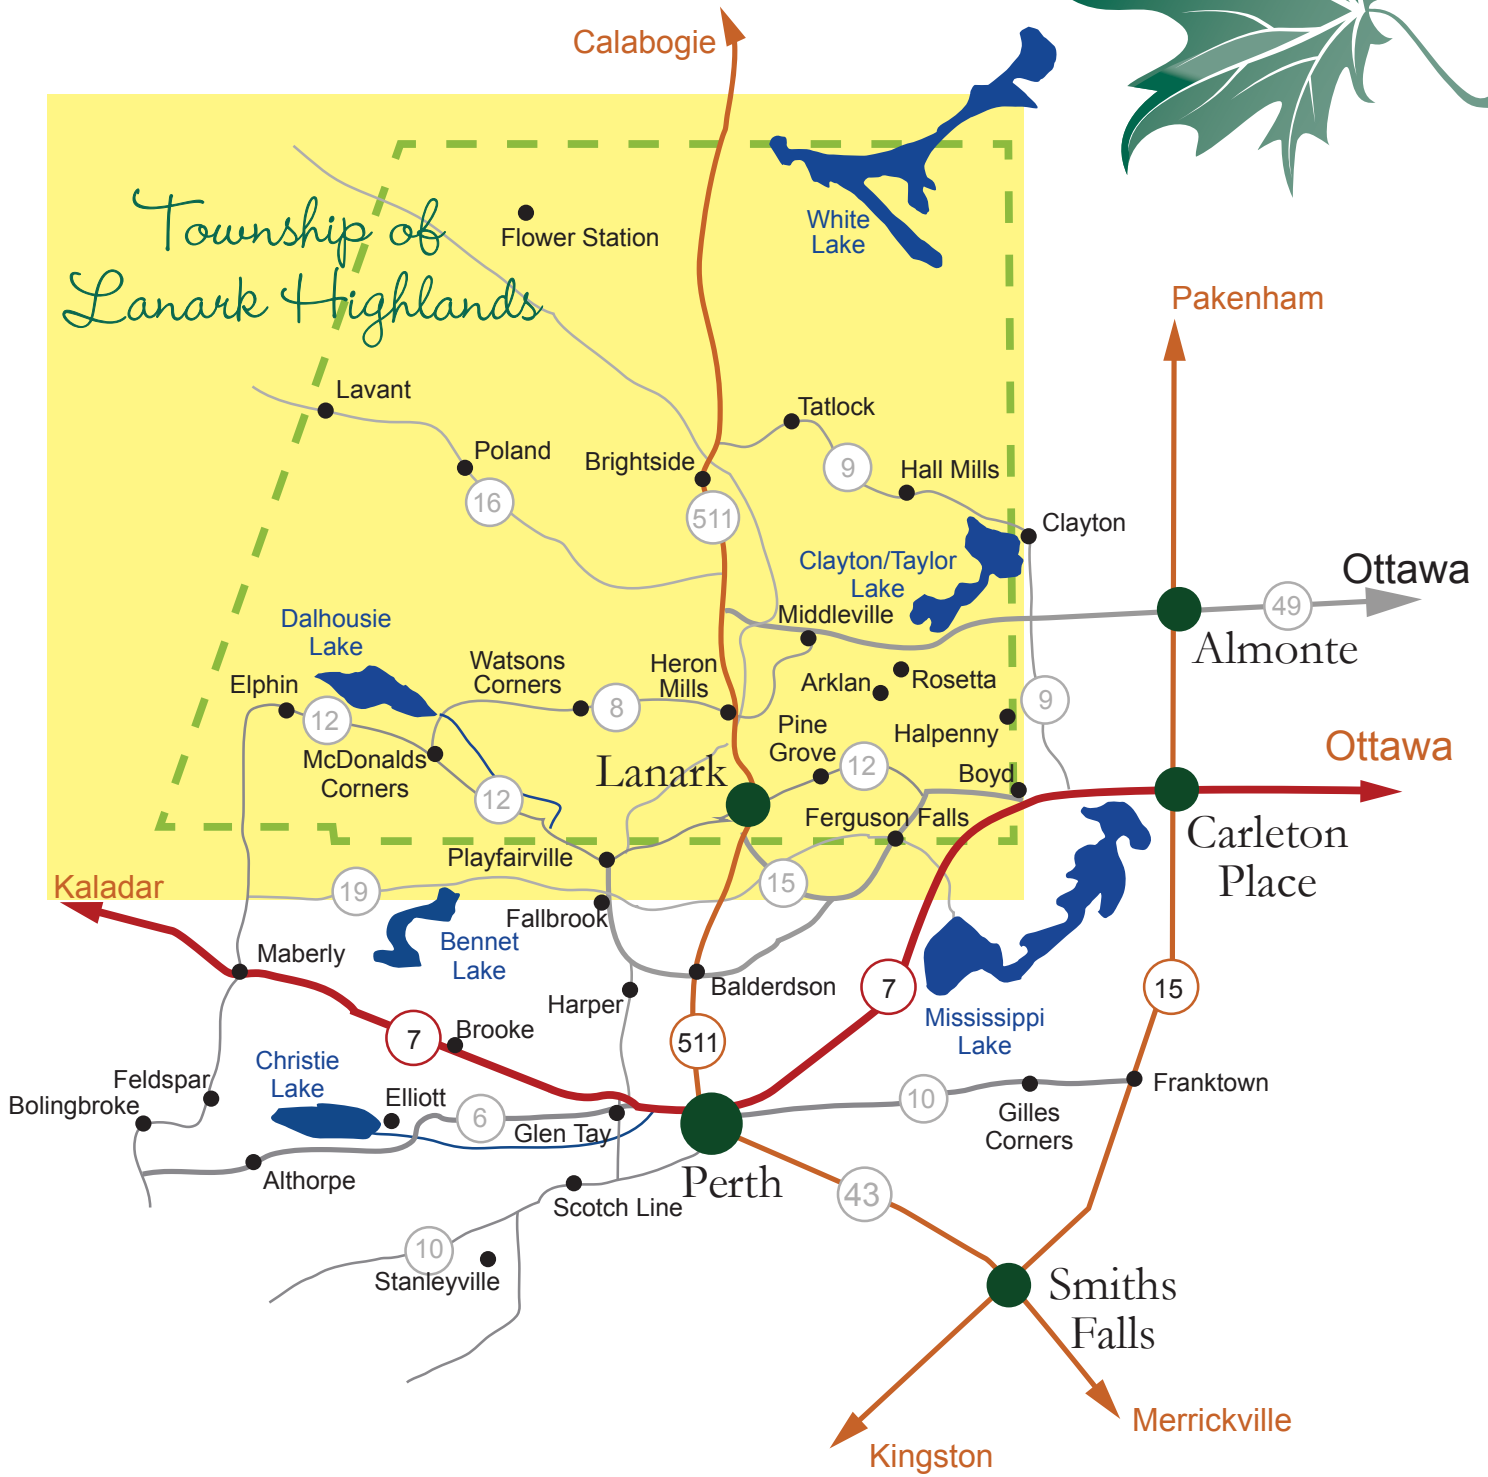 Calabogie
Township of
Lanark Highlands
Flower Station
White
Lake
Pakenham
Lavant
Tatlock
Poland
Brightside
9
Hall Mills
16
511
Clayton
Clayton/Taylor
Lake
Ottawa
49
Middleville
Dalhousie
Lake
Almonte
Watsons
Corners
Heron
Mills
Elphin
Arklan
Rosetta
12
8
9
Pine
Grove
Halpenny
McDonalds
Corners
Lanark
12
Boyd
Ottawa
12
Ferguson Falls
Carleton
Place
Playfairville
Kaladar
19
15
Fallbrook
Bennet
Lake
Maberly
Balderdson
7
15
Harper
Mississippi
Lake
7
Brooke
511
Christie
Lake
Feldspar
Bolingbroke
Elliott
6
Glen Tay
10
Gilles
Corners
Franktown
Althorpe
Perth
Scotch Line
43
10
Stanleyville
Smiths
Falls
Merrickville
Kingston